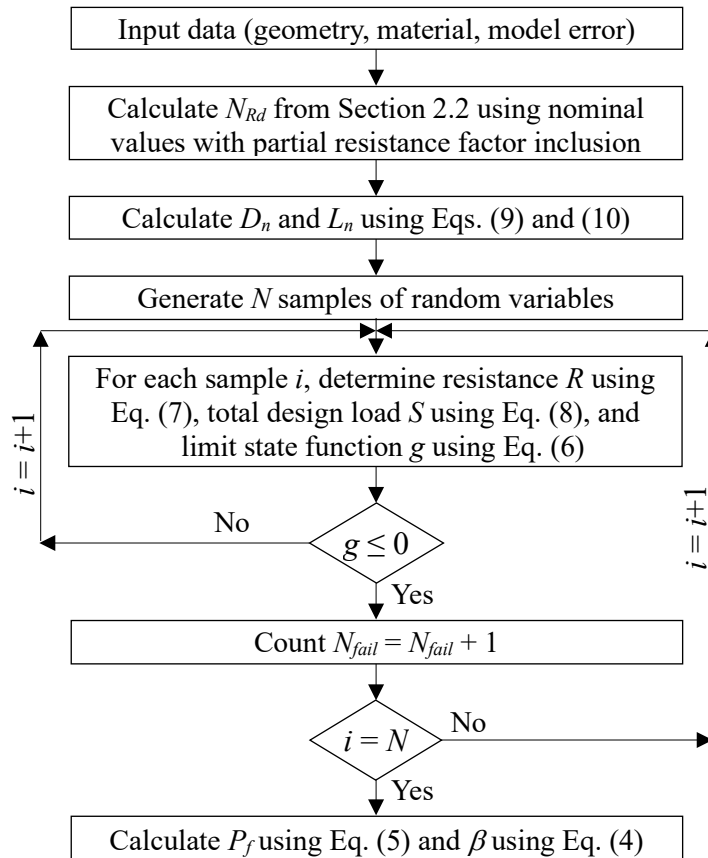 Input data (geometry, material, model error)
Calculate N_Rd from Section 2.2 using nominal
values with partial resistance factor inclusion
Calculate D_n and L_n using Eqs. (9) and (10)
Generate N samples of random variables
For each sample i, determine resistance R using
Eq. (7), total design load S using Eq. (8), and
limit state function g using Eq. (6)
i = i+1
i = i+1
No
g ≤ 0
Yes
Count N_fail = N_fail + 1
No
i = N
Yes
Calculate P_f using Eq. (5) and β using Eq. (4)